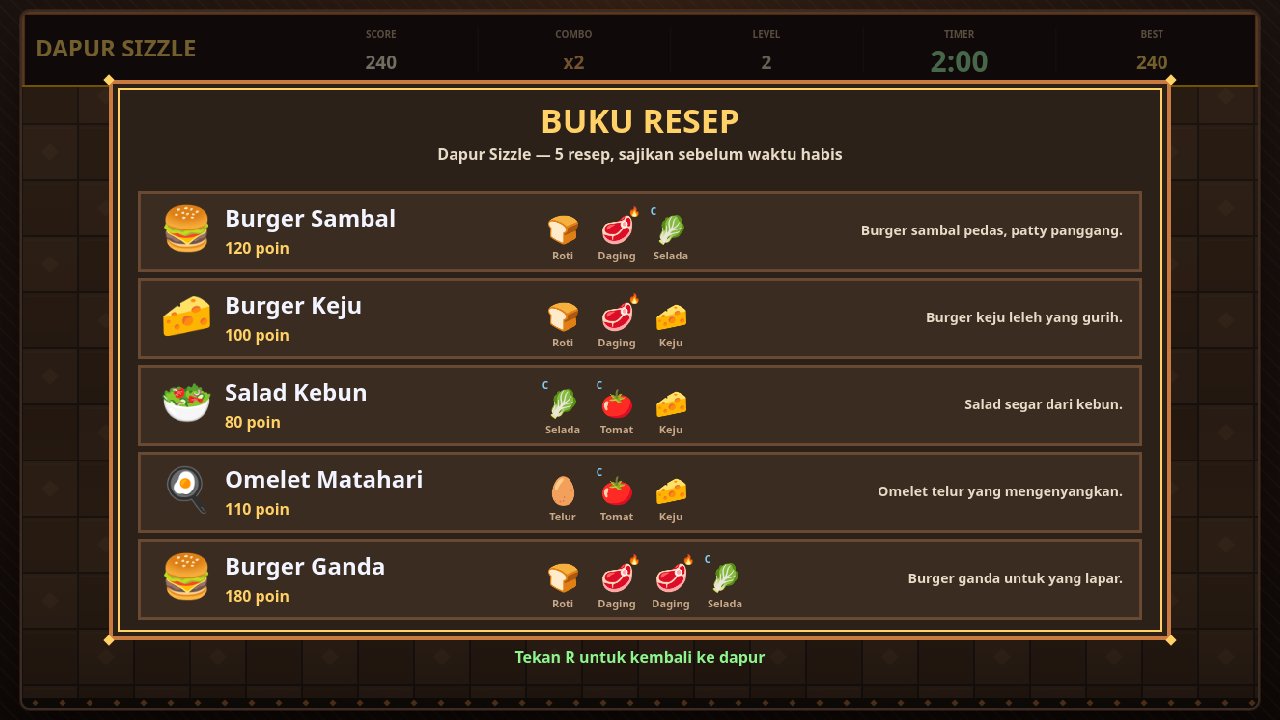 DAPUR SIZZLE
SCORE
240
COMBO
x2
LEVEL
2
TIMER
2:00
BEST
240
BUKU RESEP
Dapur Sizzle — 5 resep, sajikan sebelum waktu habis
Burger Sambal
120 poin
C
Roti Daging Selada
Burger sambal pedas, patty panggang.
Burger Keju
100 poin
Roti Daging Keju
Burger keju leleh yang gurih.
Salad Kebun
80 poin
C C
Selada Tomat Keju
Salad segar dari kebun.
Omelet Matahari
110 poin
C
Telur Tomat Keju
Omelet telur yang mengenyangkan.
Burger Ganda
180 poin
C
Roti Daging Daging Selada
Burger ganda untuk yang lapar.
Tekan R untuk kembali ke dapur